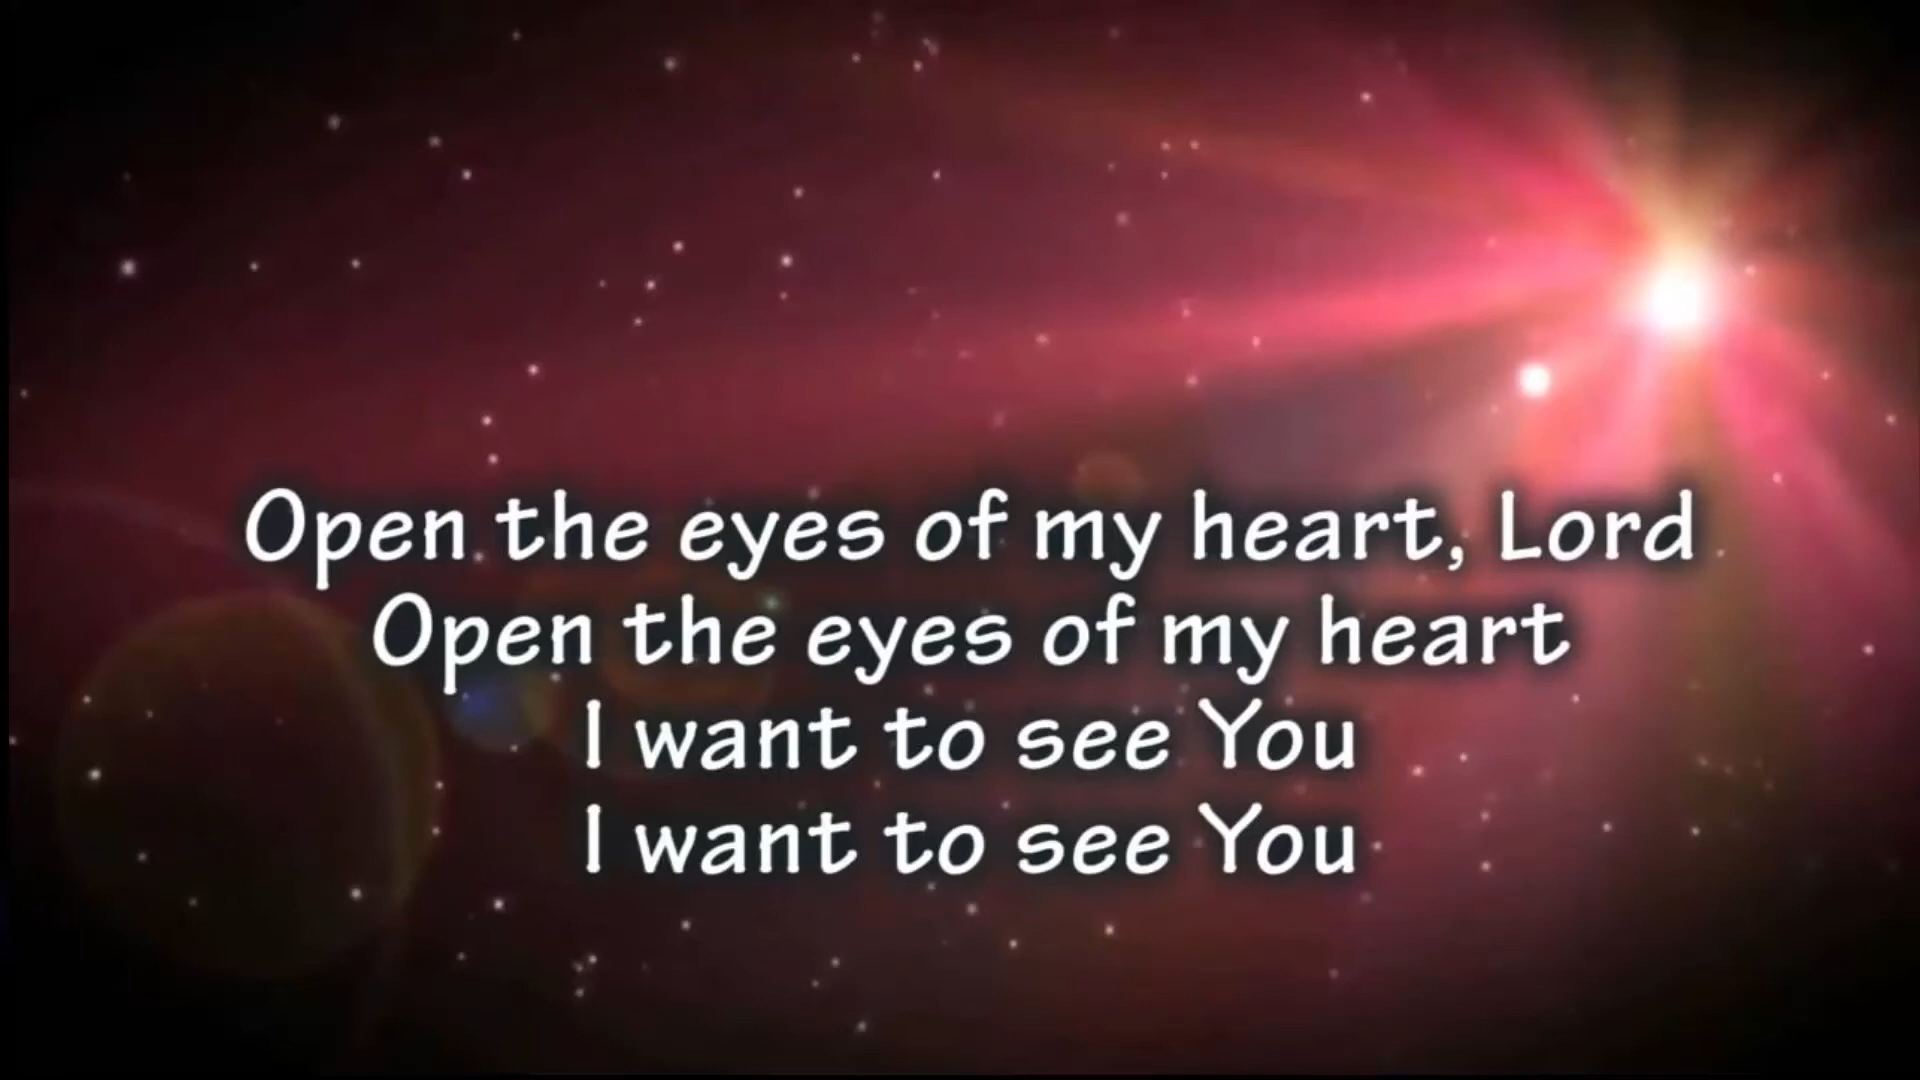 Open the eyes of my heart, Lord
Open the eyes of my heart
I want to see You
I want to see You